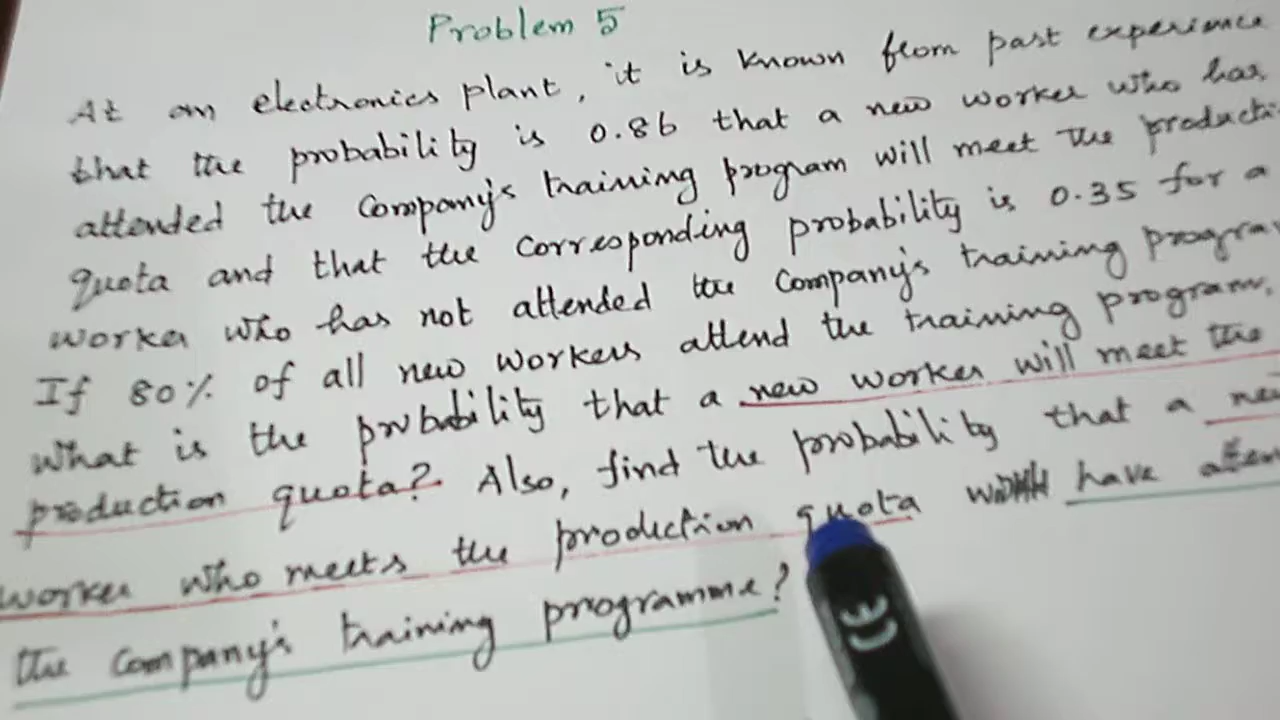 Problem 5
At an electronics plant, it is known from past experience
that the probability is 0.86 that a new worker who has
attended the Company's training program will meet the producti
quota and that the corresponding probability is 0.35 for a
worker who has not attended the Company's training progra
If 80% of all new workers attend the training program,
what is the probability that a new worker will meet the
production quota? Also, find the probability that a ne
worker who meets the production quota have atten
the Company's training programme?